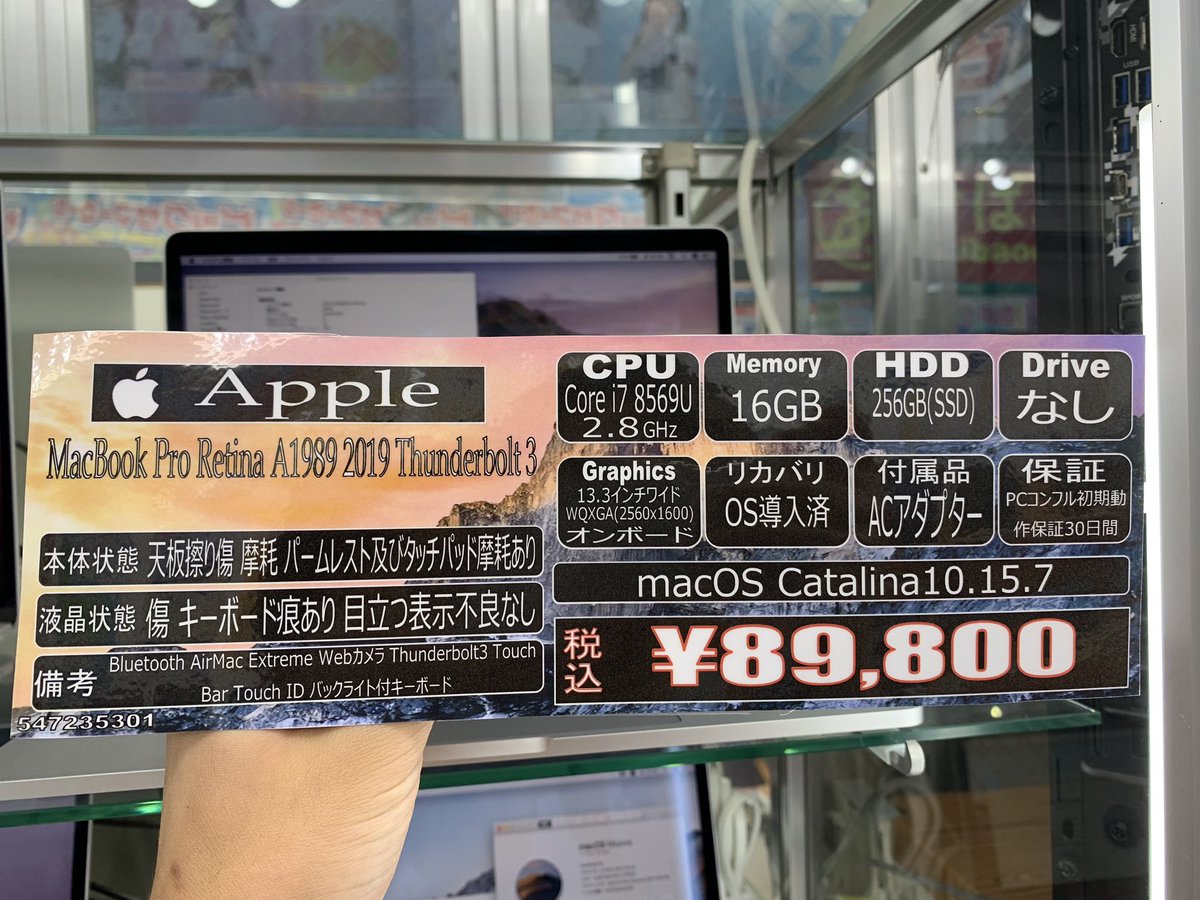 Apple
MacBook Pro Retina A1989 2019 Thunderbolt 3
本体状態 天板擦り傷 摩耗 パームレスト及びタッチパッド摩耗あり
液晶状態 傷 キーボード痕あり 目立つ表示不良なし
備考 Bluetooth AirMac Extreme Webカメラ Thunderbolt3 Touch
Bar Touch ID バックライト付キーボード
547235301
CPU
Core i7 8569U
2.8GHz
Memory
16GB
HDD
256GB(SSD)
Drive
なし
Graphics
13.3インチワイド
WQXGA(2560x1600)
オンボード
リカバリ
OS導入済
付属品
ACアダプター
保証
PCコンフル初期動
作保証30日間
macOS Catalina10.15.7
税込 ¥89,800
USB